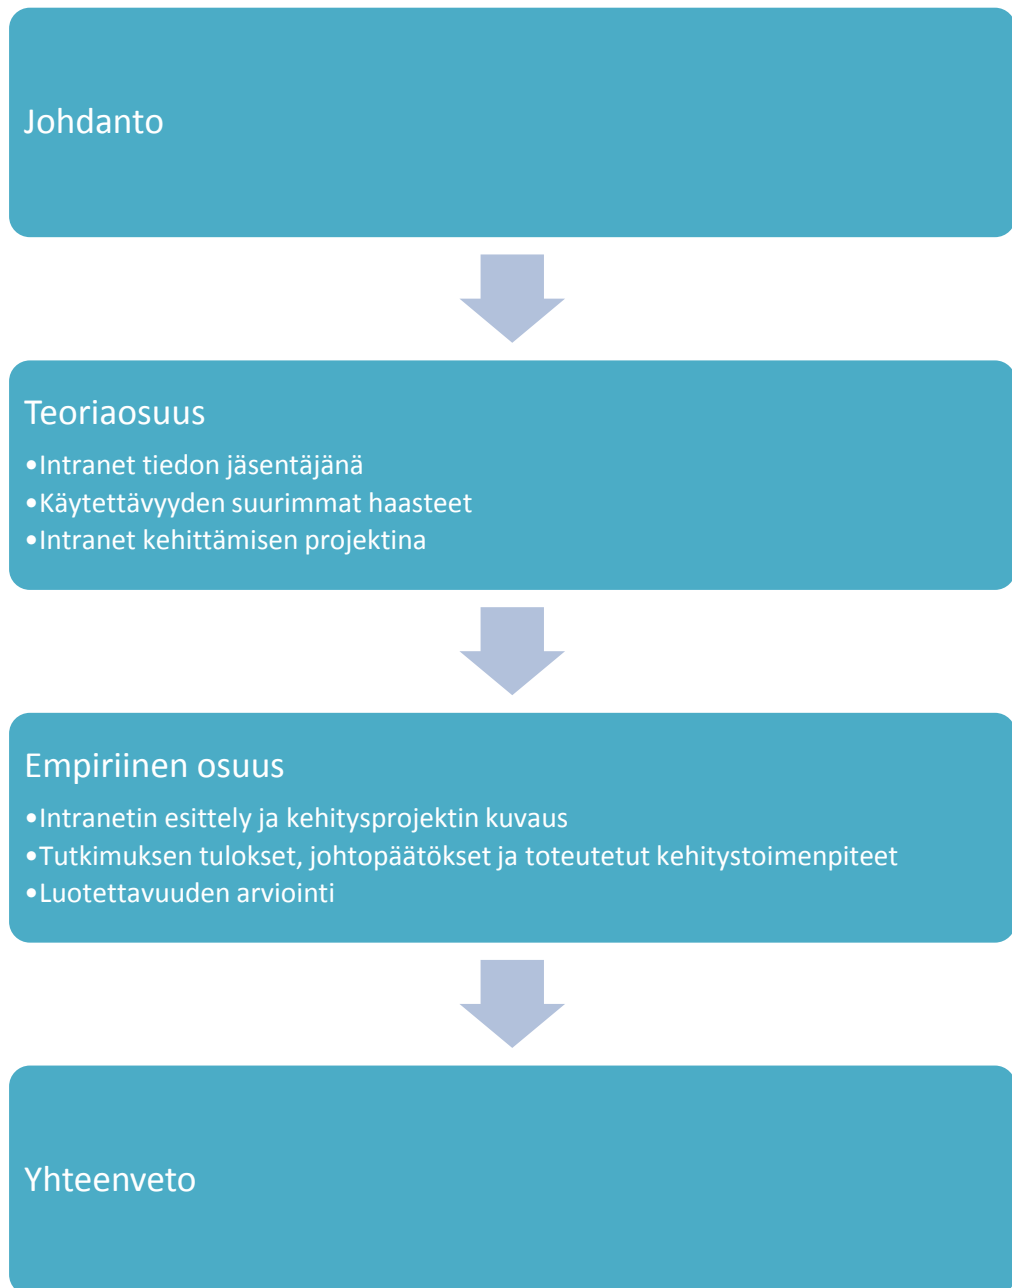 Johdanto
Teoriaosuus
•Intranet tiedon jäsentäjänä
•Käytettävyyden suurimmat haasteet
•Intranet kehittämisen projektina
Empiriinen osuus
•Intranetin esittely ja kehitysprojektin kuvaus
•Tutkimuksen tulokset, johtopäätökset ja toteutetut kehitystoimenpiteet
•Luotettavuuden arviointi
Yhteenveto